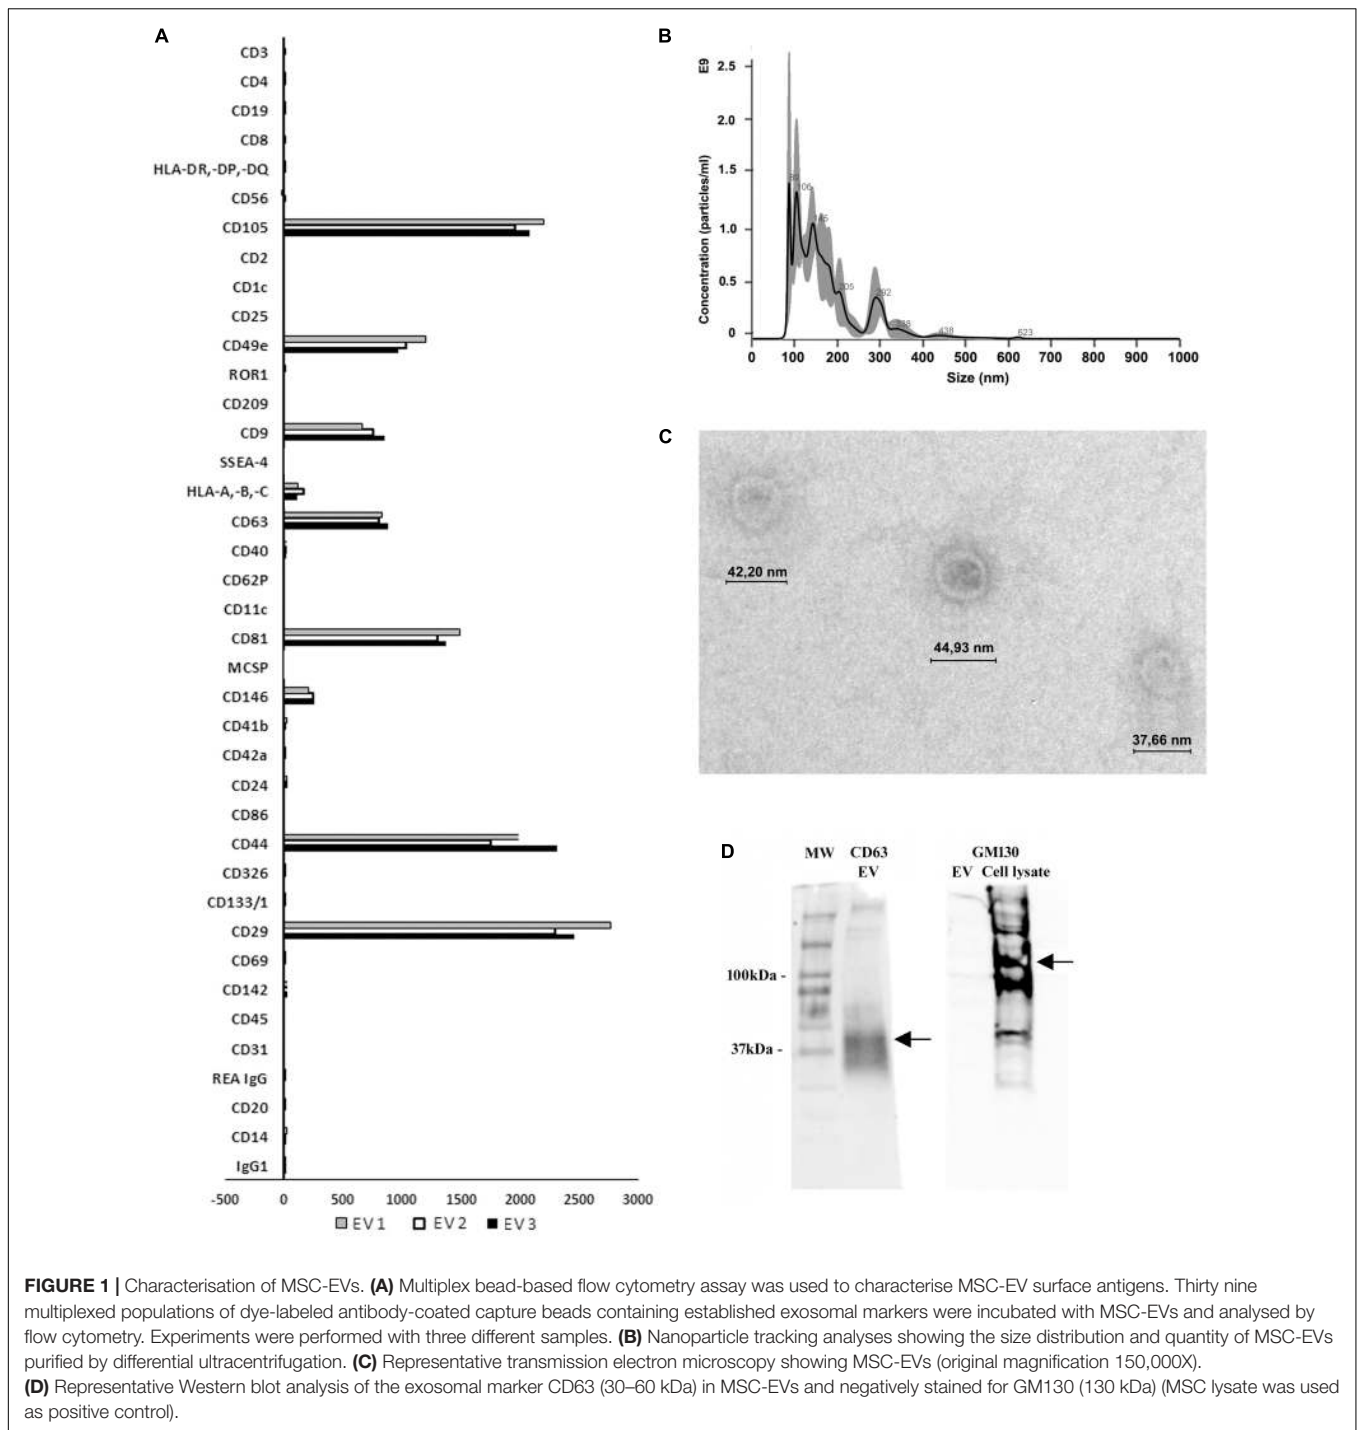 A
CD3
CD4
CD19
CD8
HLA-DR,-DP,-DQ
CD56
CD105
CD2
CD1c
CD25
CD49e
ROR1
CD209
CD9
SSEA-4
HLA-A,-B,-C
CD63
CD40
CD62P
CD11c
CD81
MCSP
CD146
CD41b
CD42a
CD24
CD86
CD44
CD326
CD133/1
CD29
CD69
CD142
CD45
CD31
REA IgG
CD20
CD14
IgG1
-500 0 500 1000 1500 2000 2500 3000
EV1 EV2 EV3
B
E9
Concentration (particles/ml)
2.5
2.0
1.5
1.0
0.5
0
106
145
205
292
438
623
0 100 200 300 400 500 600 700 800 900 1000
Size (nm)
C
42,20 nm
44,93 nm
37,66 nm
D
MW CD63 GM130
EV EV Cell lysate
100kDa -
37kDa -
FIGURE 1 | Characterisation of MSC-EVs. (A) Multiplex bead-based flow cytometry assay was used to characterise MSC-EV surface antigens. Thirty nine
multiplexed populations of dye-labeled antibody-coated capture beads containing established exosomal markers were incubated with MSC-EVs and analysed by
flow cytometry. Experiments were performed with three different samples. (B) Nanoparticle tracking analyses showing the size distribution and quantity of MSC-EVs
purified by differential ultracentrifugation. (C) Representative transmission electron microscopy showing MSC-EVs (original magnification 150,000X).
(D) Representative Western blot analysis of the exosomal marker CD63 (30–60 kDa) in MSC-EVs and negatively stained for GM130 (130 kDa) (MSC lysate was used
as positive control).